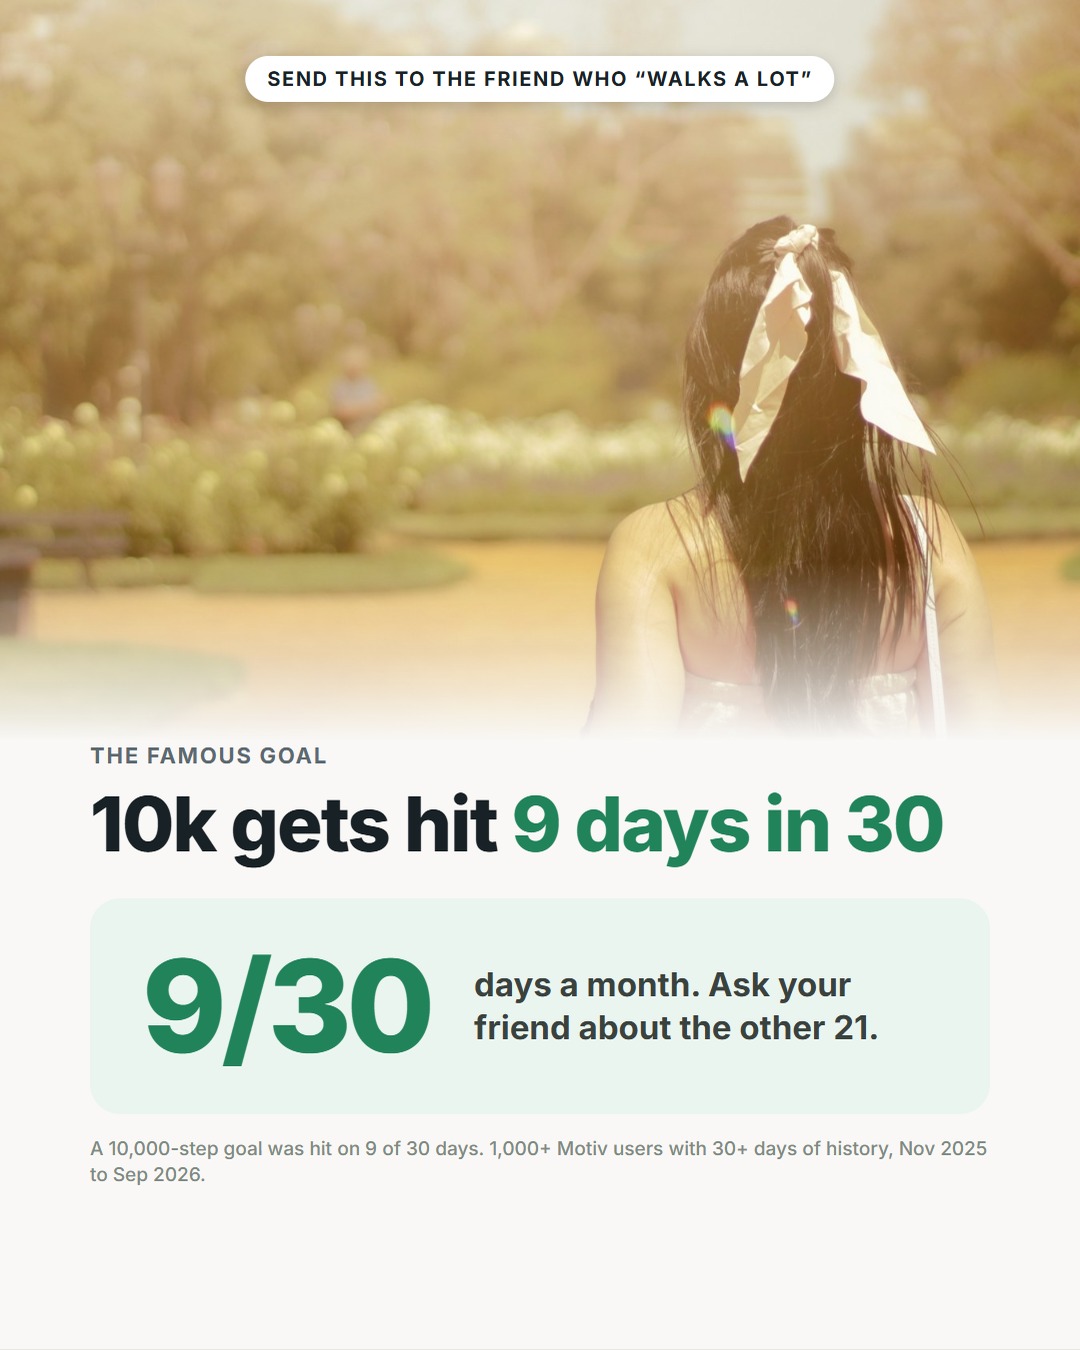 SEND THIS TO THE FRIEND WHO “WALKS A LOT”
THE FAMOUS GOAL
10k gets hit 9 days in 30
9/30
days a month. Ask your
friend about the other 21.
A 10,000-step goal was hit on 9 of 30 days. 1,000+ Motiv users with 30+ days of history, Nov 2025
to Sep 2026.